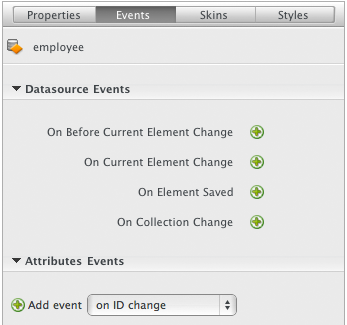 Properties Events Skins Styles
employee
Datasource Events
On Before Current Element Change
On Current Element Change
On Element Saved
On Collection Change
Attributes Events
Add event on ID change